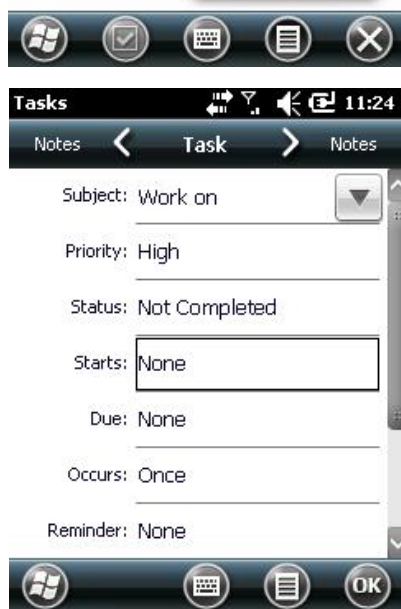 Tasks 11:24
Notes Task Notes
Subject: Work on
Priority: High
Status: Not Completed
Starts: None
Due: None
Occurs: Once
Reminder: None
OK